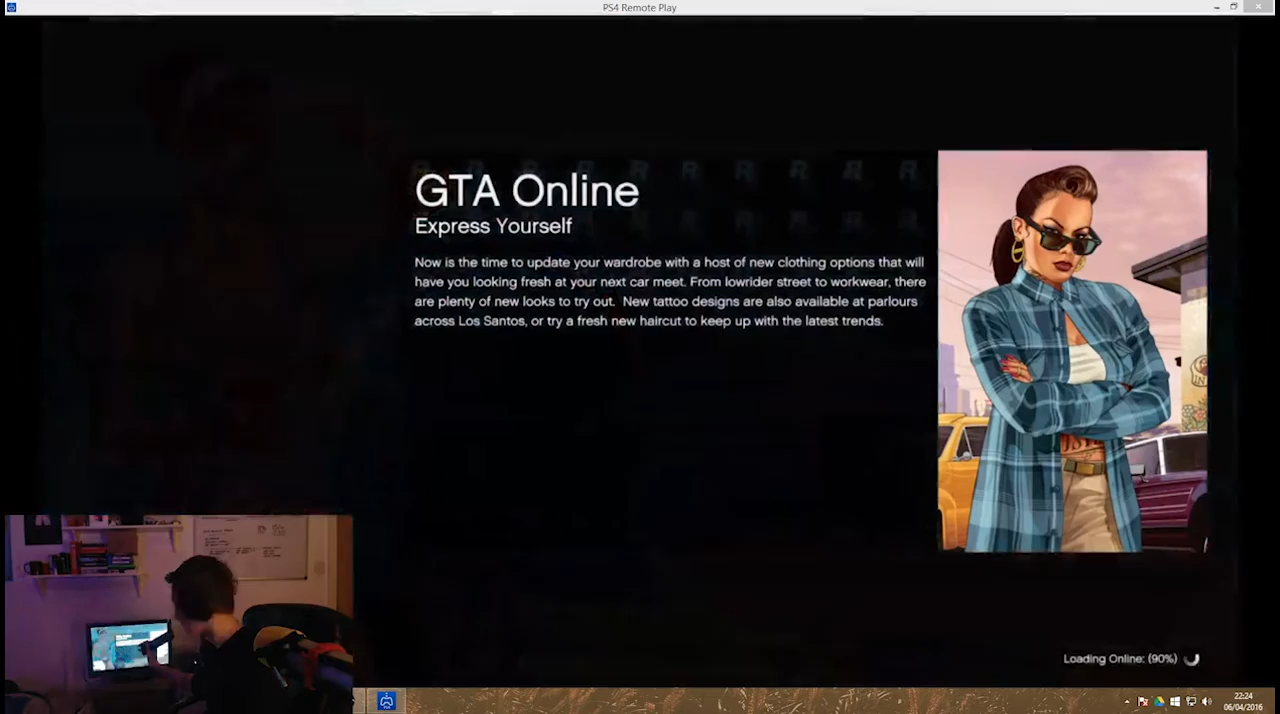 PS4 Remote Play
GTA Online
Express Yourself
Now is the time to update your wardrobe with a host of new clothing options that will
have you looking fresh at your next car meet. From lowrider street to workwear, there
are plenty of new looks to try out. New tattoo designs are also available at parlours
across Los Santos, or try a fresh new haircut to keep up with the latest trends.
Loading Online: (90%)
22:24
06/04/2016